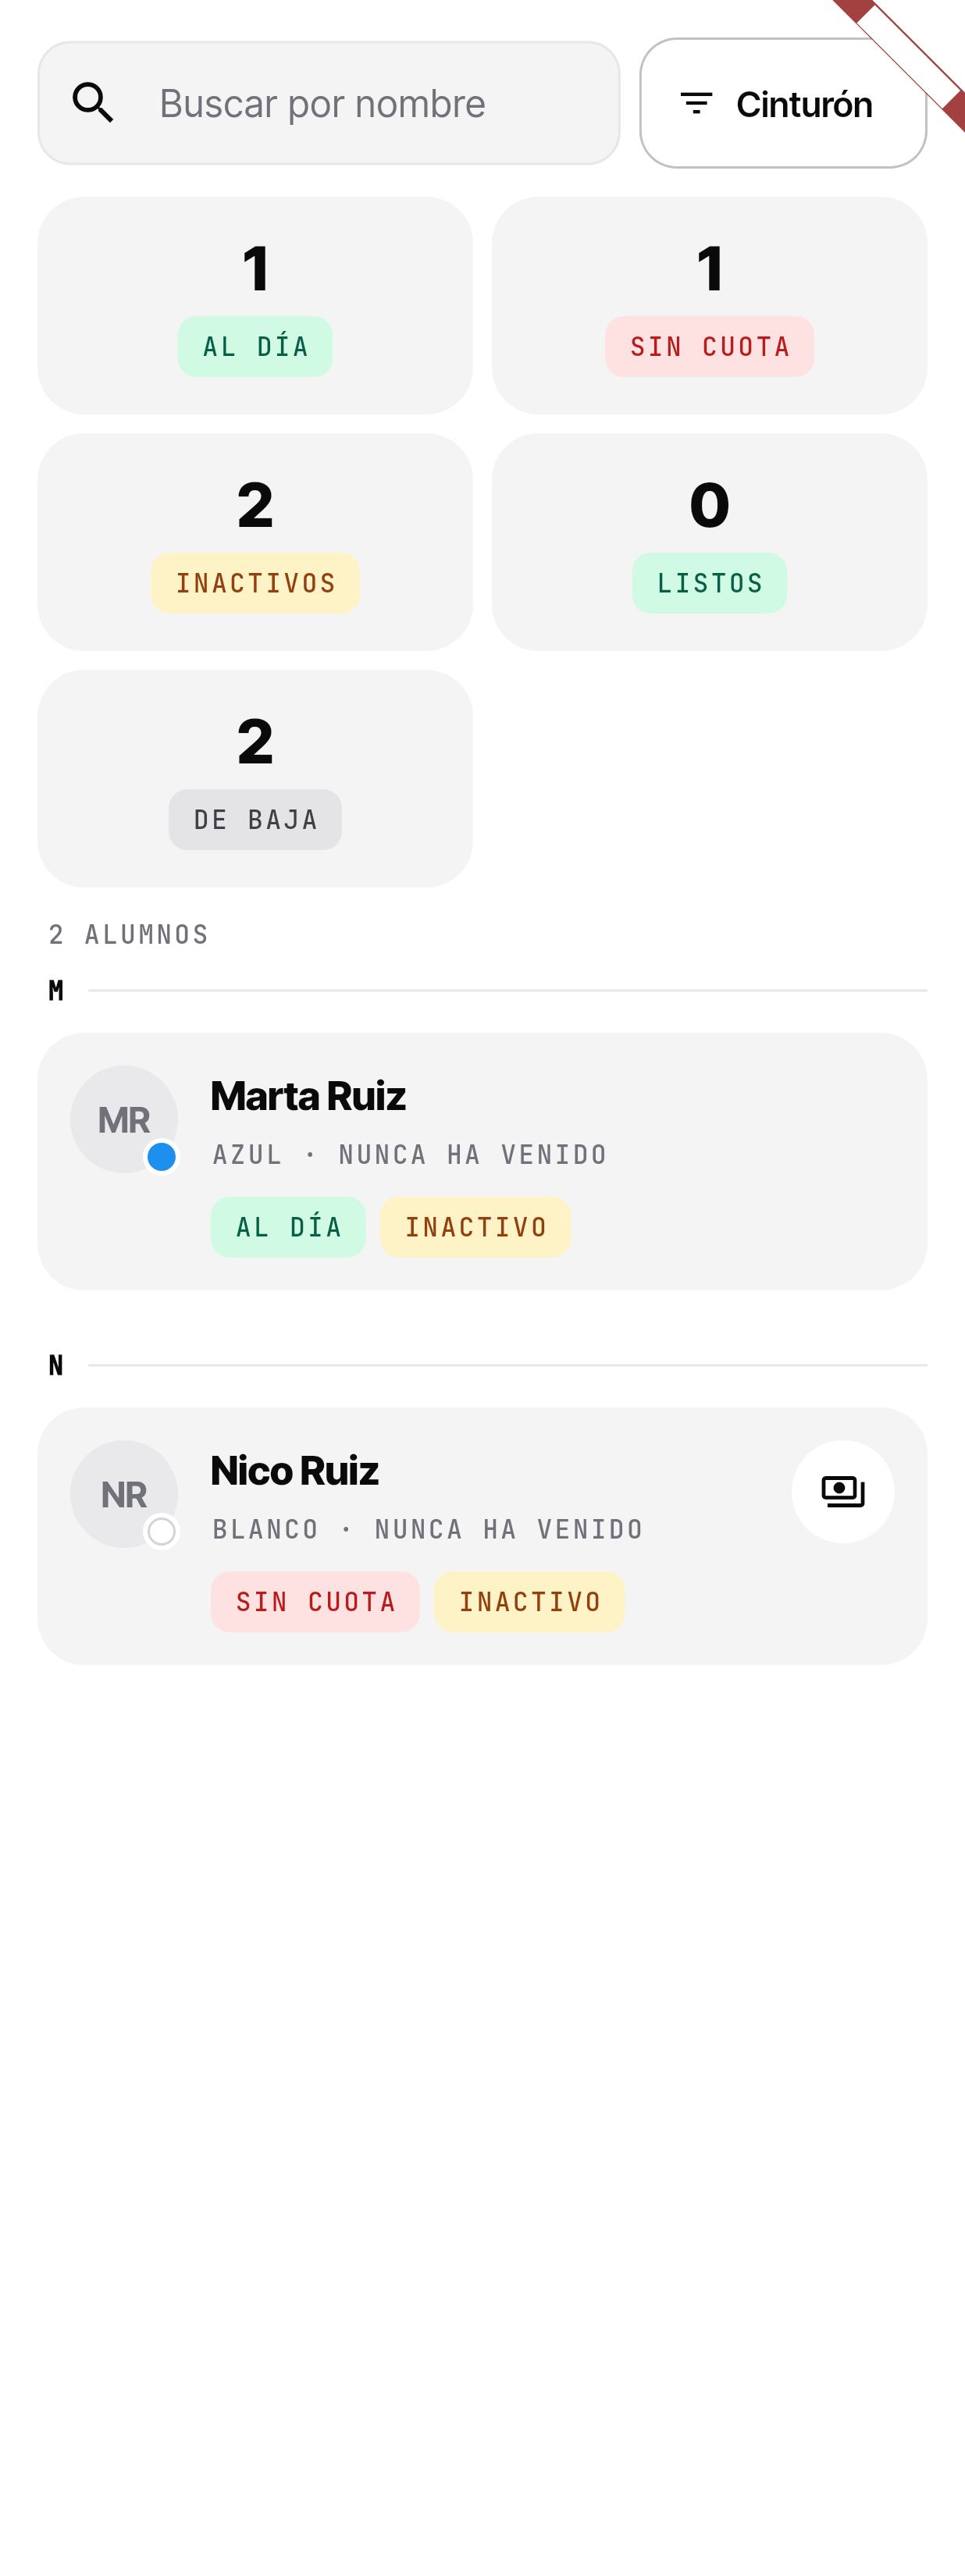 Buscar por nombre
Cinturón
1
AL DÍA
1
SIN CUOTA
2
INACTIVOS
0
LISTOS
2
DE BAJA
2 ALUMNOS
M
MR
Marta Ruiz
AZUL · NUNCA HA VENIDO
AL DÍA
INACTIVO
N
NR
Nico Ruiz
BLANCO · NUNCA HA VENIDO
SIN CUOTA
INACTIVO